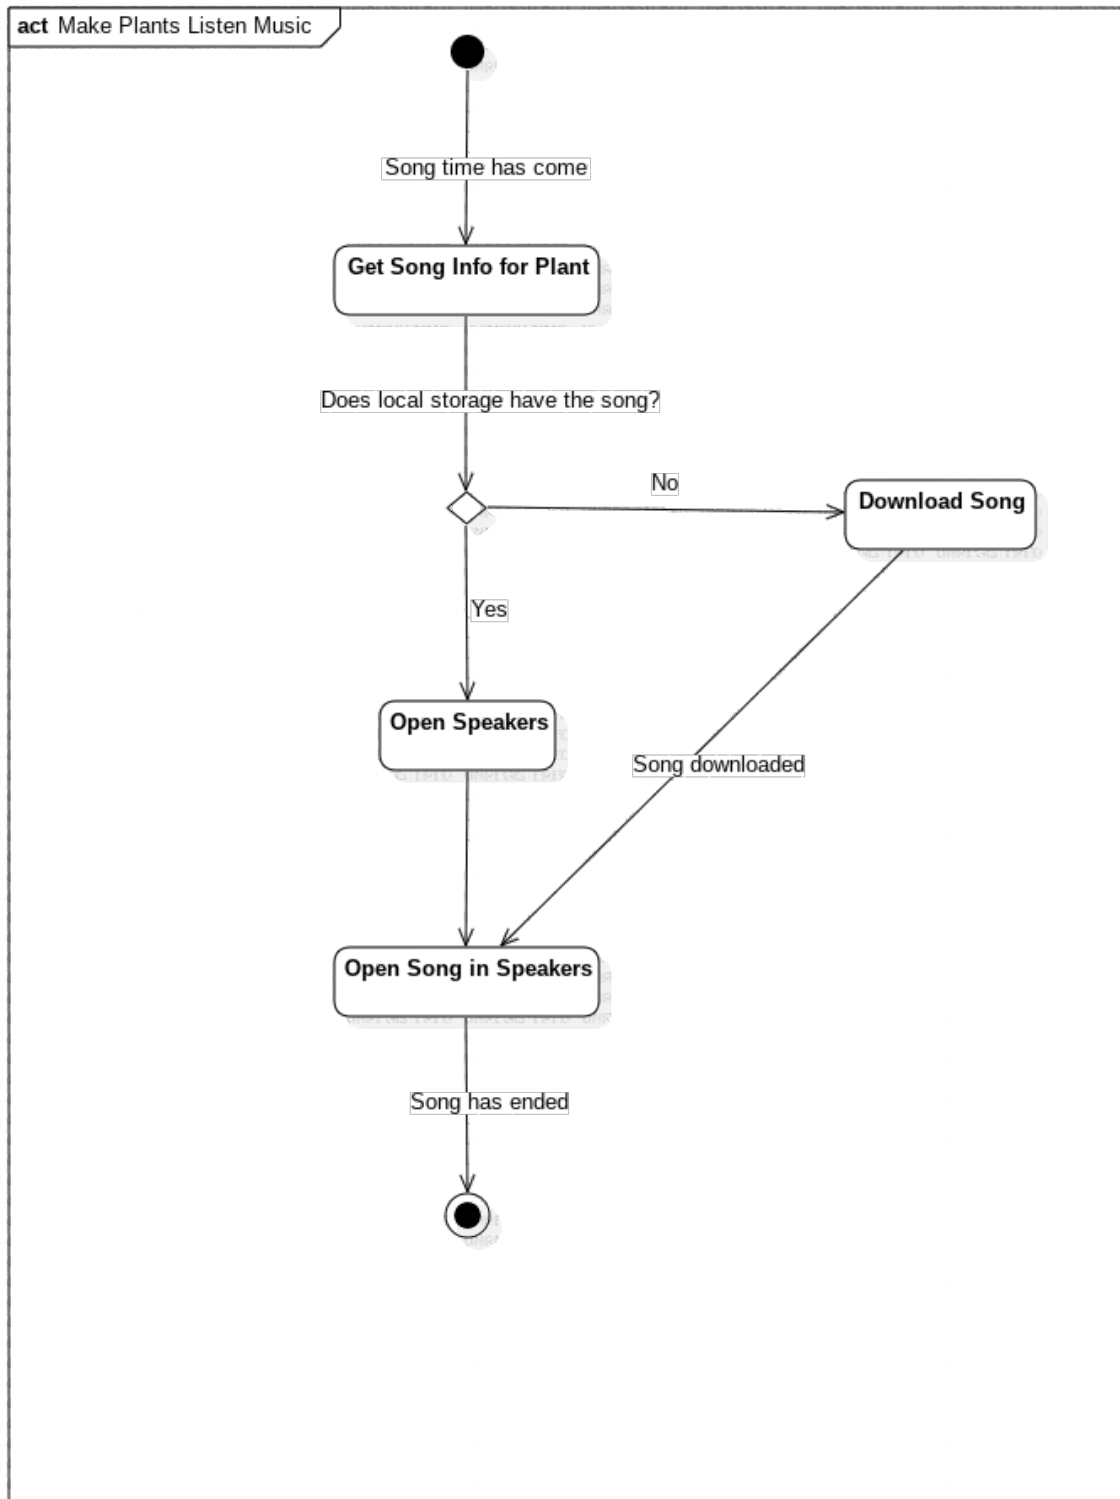 act Make Plants Listen Music
Song time has come
Get Song Info for Plant
Does local storage have the song?
No
Download Song
Yes
Open Speakers
Song downloaded
Open Song in Speakers
Song has ended